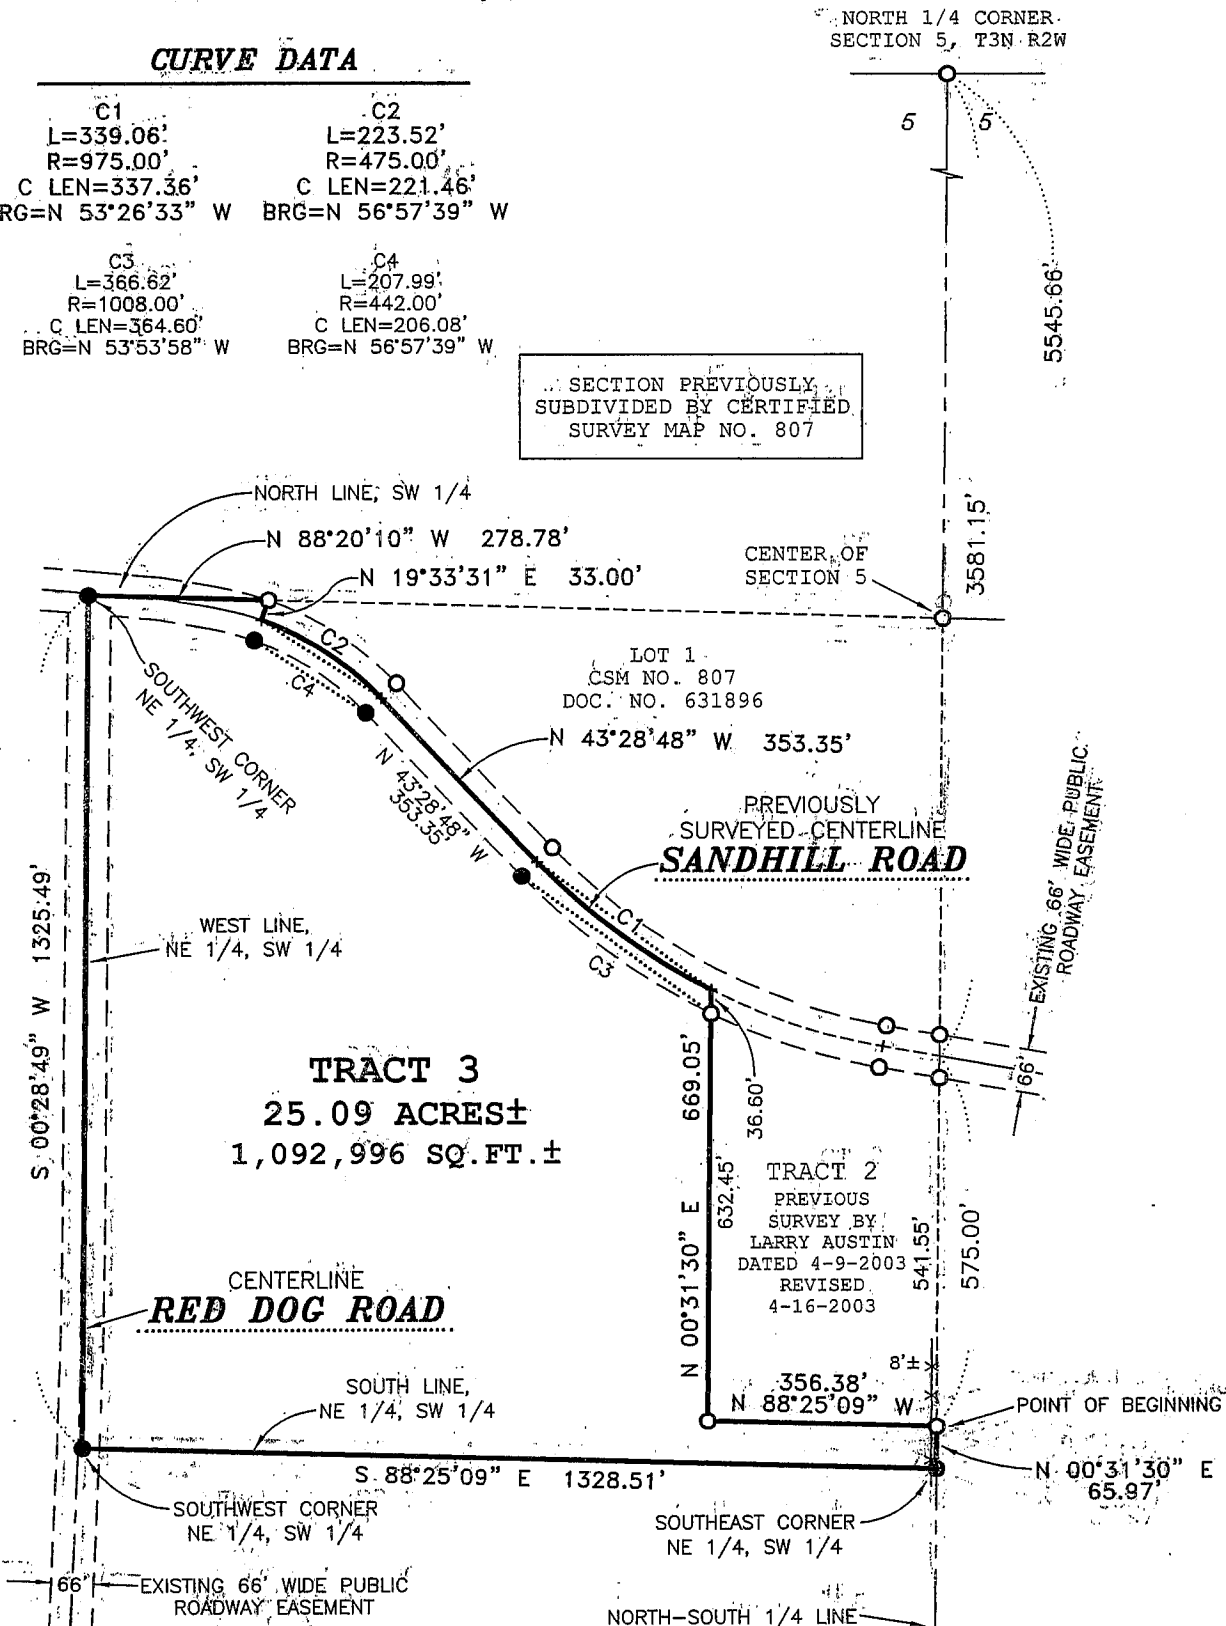 NORTH 1/4 CORNER
SECTION 5, T3N R2W
CURVE DATA
C1
L=339.06'
R=975.00'
C LEN=337.36'
RG=N 53°26'33" W
C2
L=223.52'
R=475.00'
C LEN=221.46'
BRG=N 56°57'39" W
C3
L=366.62'
R=1008.00'
C LEN=364.60'
BRG=N 53°53'58" W
C4
L=207.99'
R=442.00'
C LEN=206.08'
BRG=N 56°57'39" W
5
5
5545.66'
SECTION PREVIOUSLY
SUBDIVIDED BY CERTIFIED
SURVEY MAP NO. 807
NORTH LINE, SW 1/4
N 88°20'10" W 278.78'
N 19°33'31" E 33.00'
CENTER OF
SECTION 5
3581.15'
C2
C4
LOT 1
CSM NO. 807
DOC. NO. 631896
SOUTHWEST CORNER
NE 1/4, SW 1/4
N 43°28'48" W 353.35'
N 43°28'48" W
353.35'
PREVIOUSLY
SURVEYED CENTERLINE
SANDHILL ROAD
EXISTING 66' WIDE PUBLIC
ROADWAY EASEMENT
66'
C1
C3
WEST LINE,
NE 1/4, SW 1/4
S 00°28'49" W 1325.49'
TRACT 3
25.09 ACRES±
1,092,996 SQ.FT.±
669.05'
36.60'
632.45'
N 00°31'30" E
TRACT 2
PREVIOUS
SURVEY BY
LARRY AUSTIN
DATED 4-9-2003
REVISED
4-16-2003
541.55'
575.00'
CENTERLINE
RED DOG ROAD
8'±
356.38'
N 88°25'09" W
POINT OF BEGINNING
SOUTH LINE,
NE 1/4, SW 1/4
S 88°25'09" E 1328.51'
N 00°31'30" E
65.97'
SOUTHWEST CORNER
NE 1/4, SW 1/4
SOUTHEAST CORNER
NE 1/4, SW 1/4
66'
EXISTING 66' WIDE PUBLIC
ROADWAY EASEMENT
NORTH-SOUTH 1/4 LINE